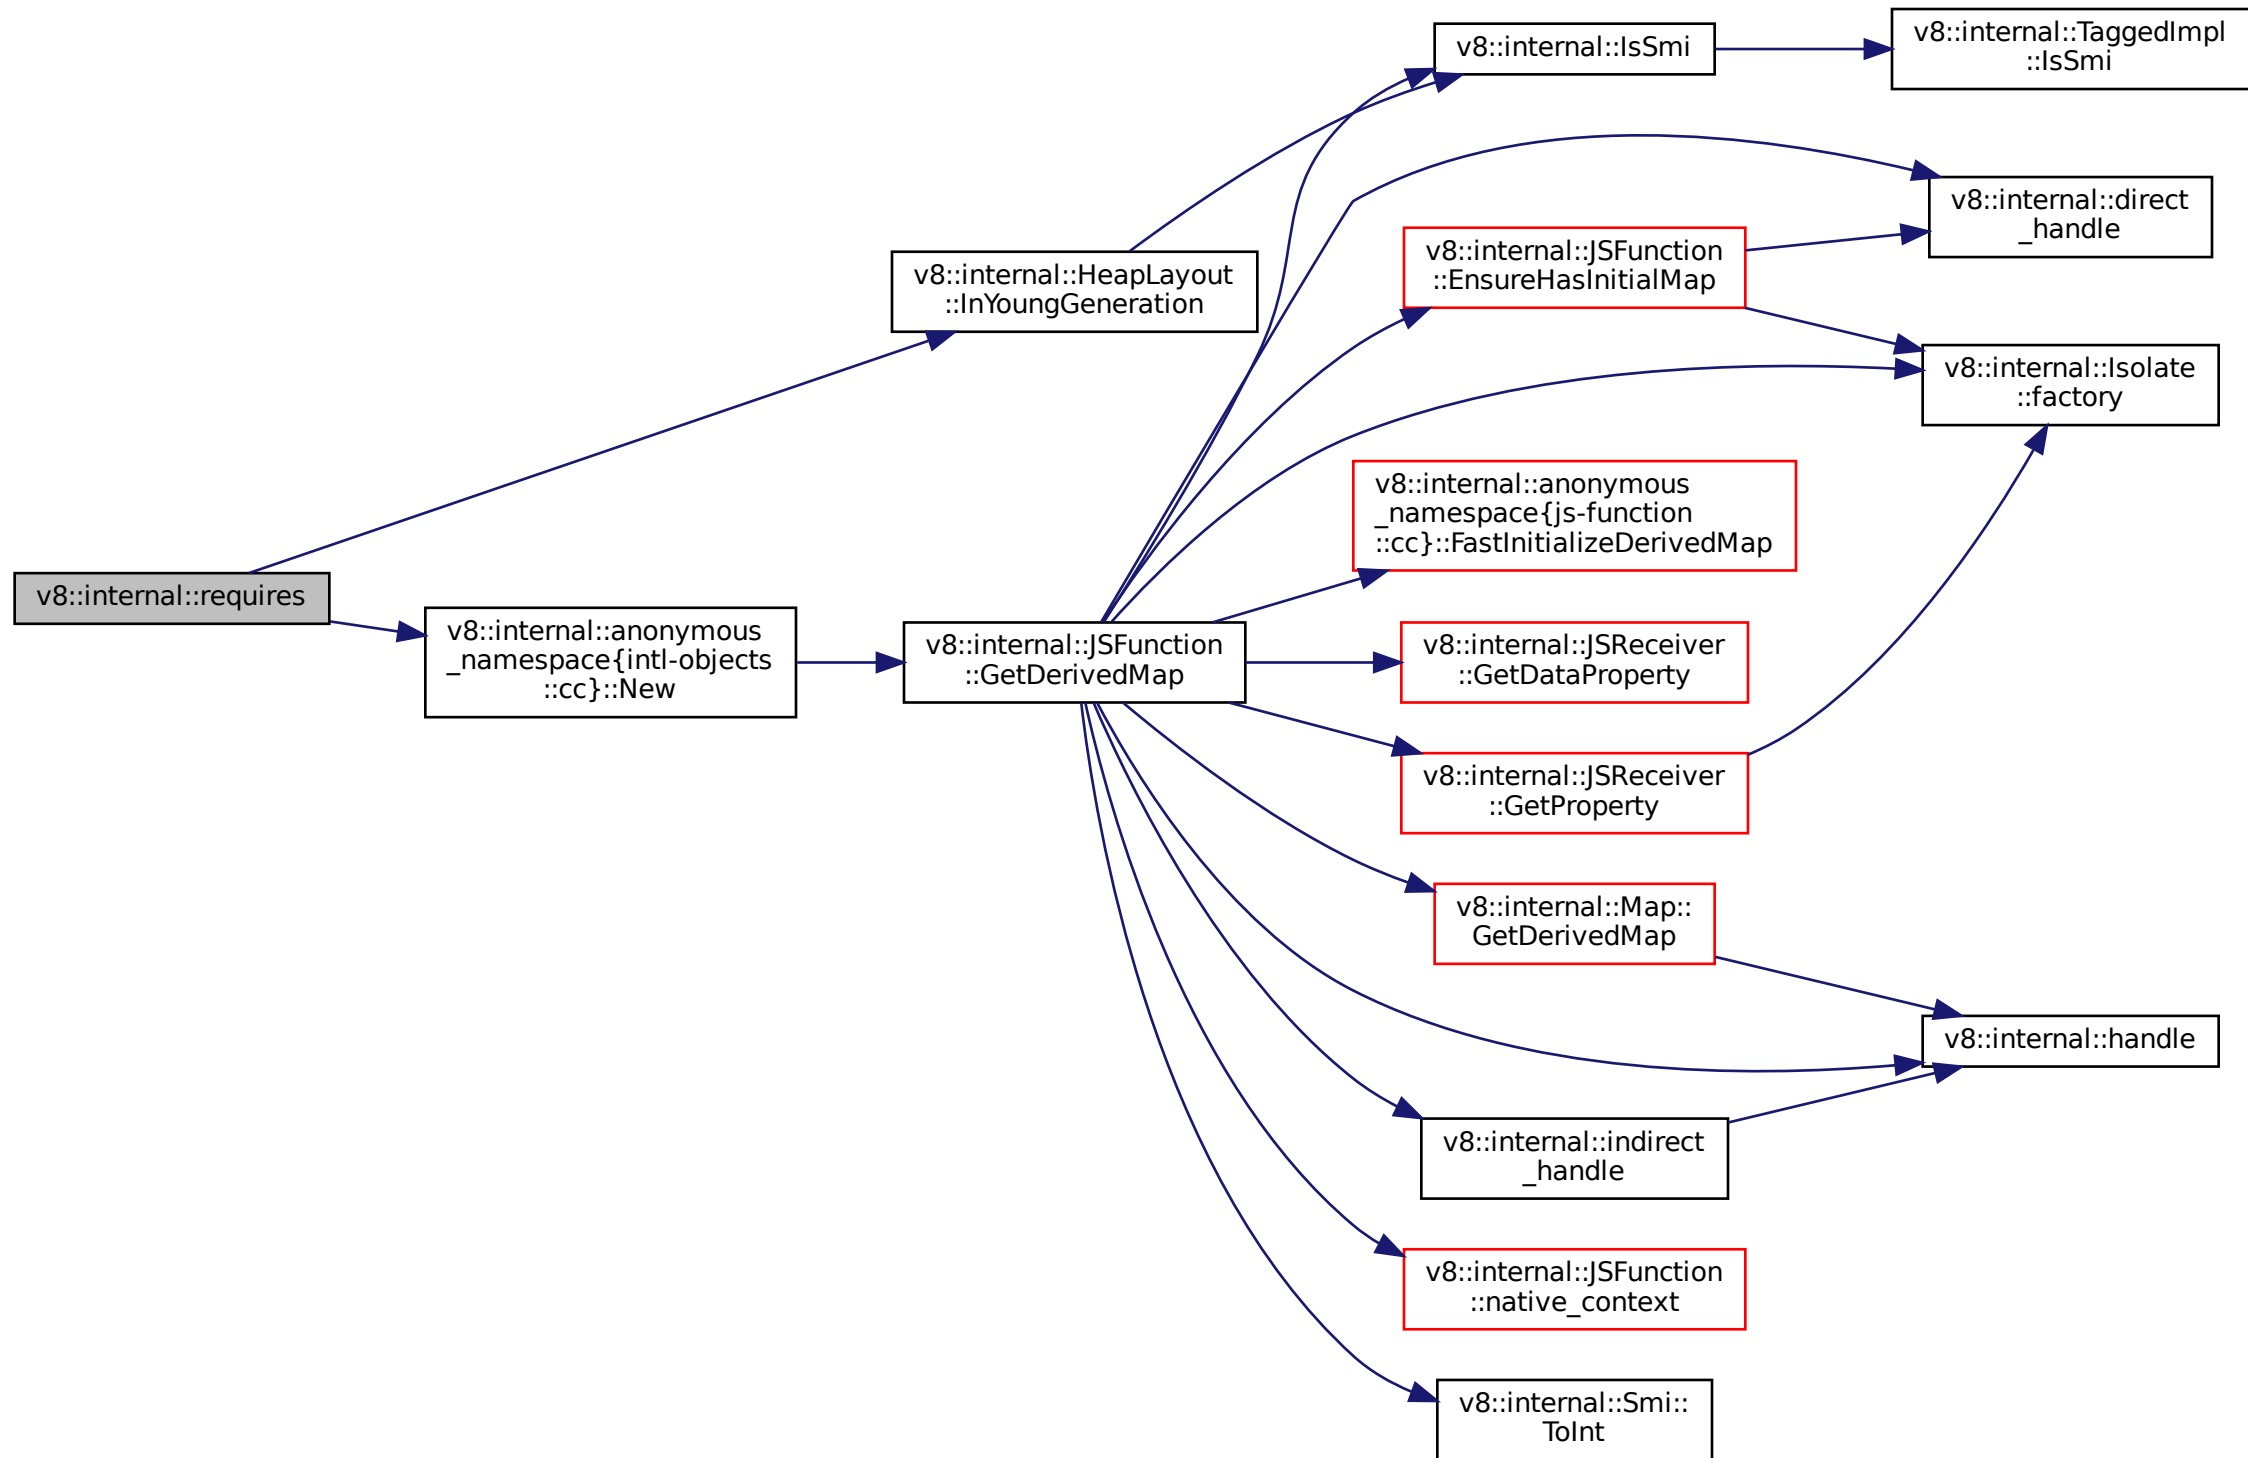 v8::internal::requires
v8::internal::HeapLayout
::InYoungGeneration
v8::internal::anonymous
_namespace{intl-objects
::cc}::New
v8::internal::JSFunction
::GetDerivedMap
v8::internal::IsSmi
v8::internal::TaggedImpl
::IsSmi
v8::internal::direct
_handle
v8::internal::JSFunction
::EnsureHasInitialMap
v8::internal::Isolate
::factory
v8::internal::anonymous
_namespace{js-function
::cc}::FastInitializeDerivedMap
v8::internal::JSReceiver
::GetDataProperty
v8::internal::JSReceiver
::GetProperty
v8::internal::Map::
GetDerivedMap
v8::internal::handle
v8::internal::indirect
_handle
v8::internal::JSFunction
::native_context
v8::internal::Smi::
ToInt